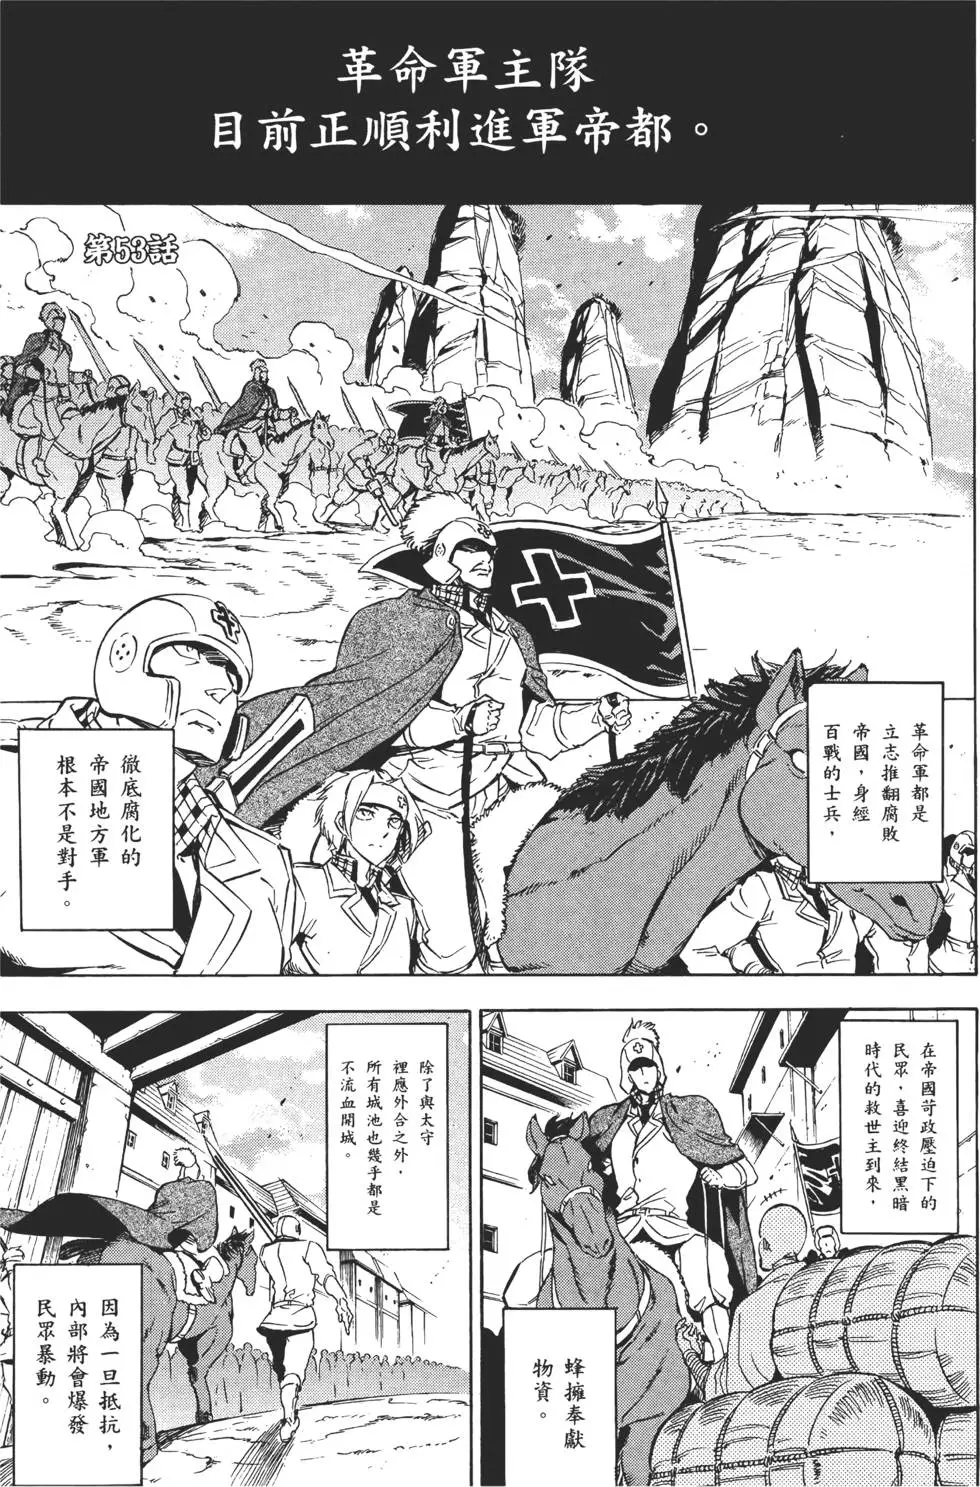 革命軍主隊
目前正順利進軍帝都。
第53話
革命軍都是
立志推翻腐敗
帝國，身經
百戰的士兵，
徹底腐化的
帝國地方軍
根本不是對手。
在帝國苛政壓迫下的
民眾，喜迎終結黑暗
時代的救世主到來，
蜂擁奉獻
物資。
除了與太守
裡應外合之外，
所有城池也幾乎都是
不流血開城。
因為一旦抵抗，
內部將會爆發
民眾暴動。